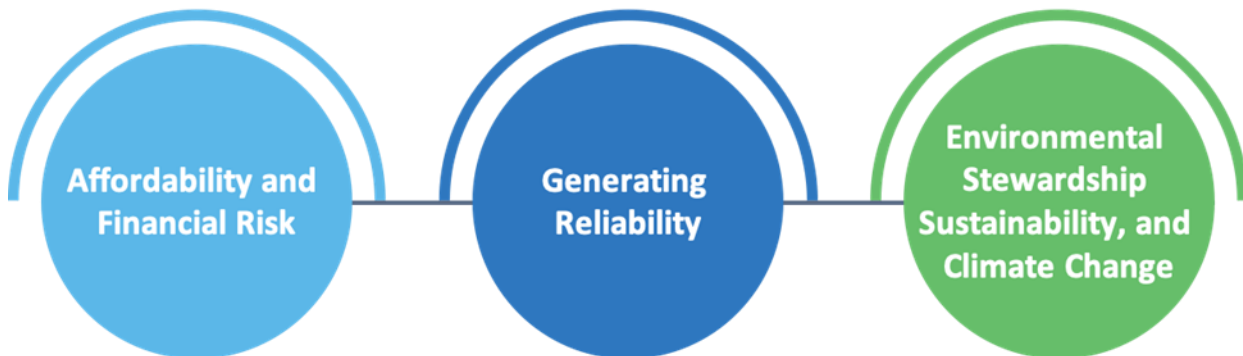 Affordability and
Financial Risk
Generating
Reliability
Environmental
Stewardship
Sustainability, and
Climate Change